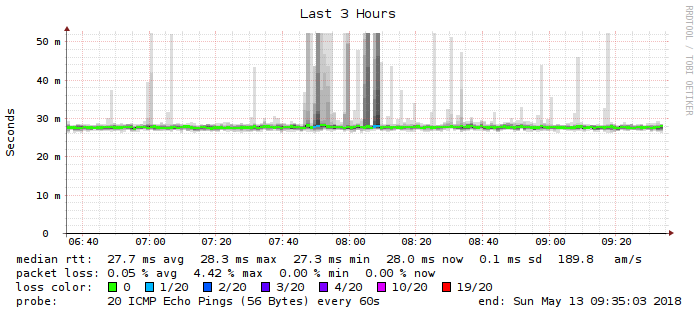 Last 3 Hours
RRDTOOL / TOBI OETIKER
Seconds
50 m
40 m
30 m
20 m
10 m
0
06:40 07:00 07:20 07:40 08:00 08:20 08:40 09:00 09:20
median rtt: 27.7 ms avg 28.3 ms max 27.3 ms min 28.0 ms now 0.1 ms sd 189.8 am/s
packet loss: 0.05 % avg 4.42 % max 0.00 % min 0.00 % now
loss color: 0 1/20 2/20 3/20 4/20 10/20 19/20
probe: 20 ICMP Echo Pings (56 Bytes) every 60s end: Sun May 13 09:35:03 2018